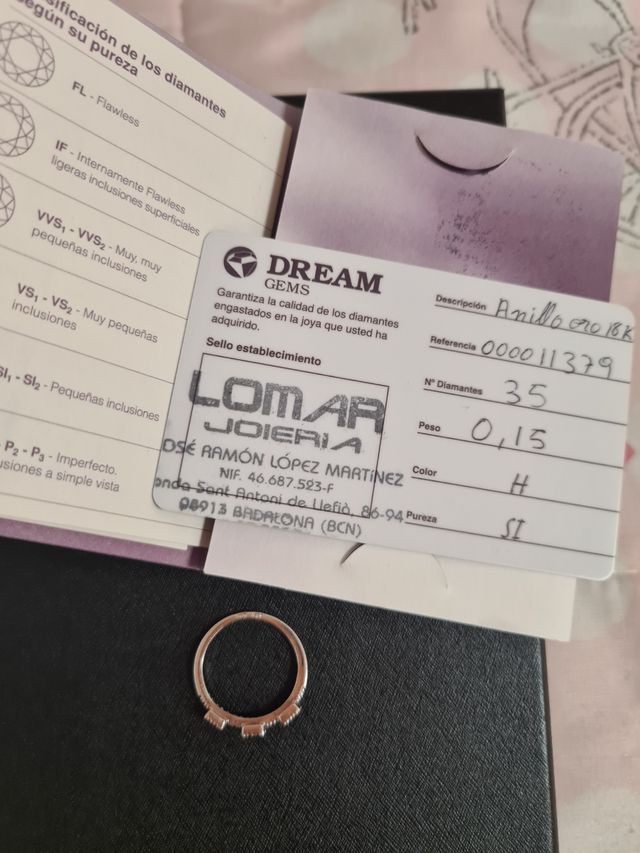 sificación de los diamantes
según su pureza
FL - Flawless
IF - Internamente Flawless
ligeras inclusiones superficiales
VVS₁ - VVS₂ - Muy, muy
pequeñas inclusiones
VS₁ - VS₂ - Muy pequeñas
inclusiones
SI₁ - SI₂ - Pequeñas inclusiones
P₂ - P₃ - Imperfecto.
usiones a simple vista
DREAM
GEMS
Garantiza la calidad de los diamantes
engastados en la joya que usted ha
adquirido.
Sello establecimiento
LOMAR
JOIERIA
JOSÉ RAMÓN LÓPEZ MARTÍNEZ
NIF. 46.687.523-F
onda Sant Antoni de Llefià, 86-94
08913 BADALONA (BCN)
Descripción Anillo oro 18K
Referencia 000011379
Nº Diamantes 35
Peso 0,15
Color H
Pureza SI